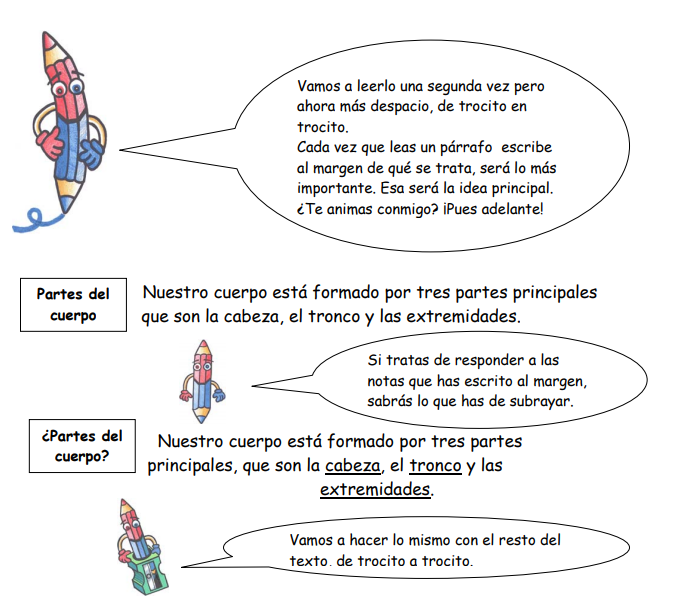 Vamos a leerlo una segunda vez pero
ahora más despacio, de trocito en
trocito.
Cada vez que leas un párrafo escribe
al margen de qué se trata, será lo más
importante. Esa será la idea principal.
¿Te animas conmigo? ¡Pues adelante!
Partes del
cuerpo
Nuestro cuerpo está formado por tres partes principales
que son la cabeza, el tronco y las extremidades.
Si tratas de responder a las
notas que has escrito al margen,
sabrás lo que has de subrayar.
¿Partes del
cuerpo?
Nuestro cuerpo está formado por tres partes
principales, que son la cabeza, el tronco y las
extremidades.
Vamos a hacer lo mismo con el resto del
texto. de trocito a trocito.